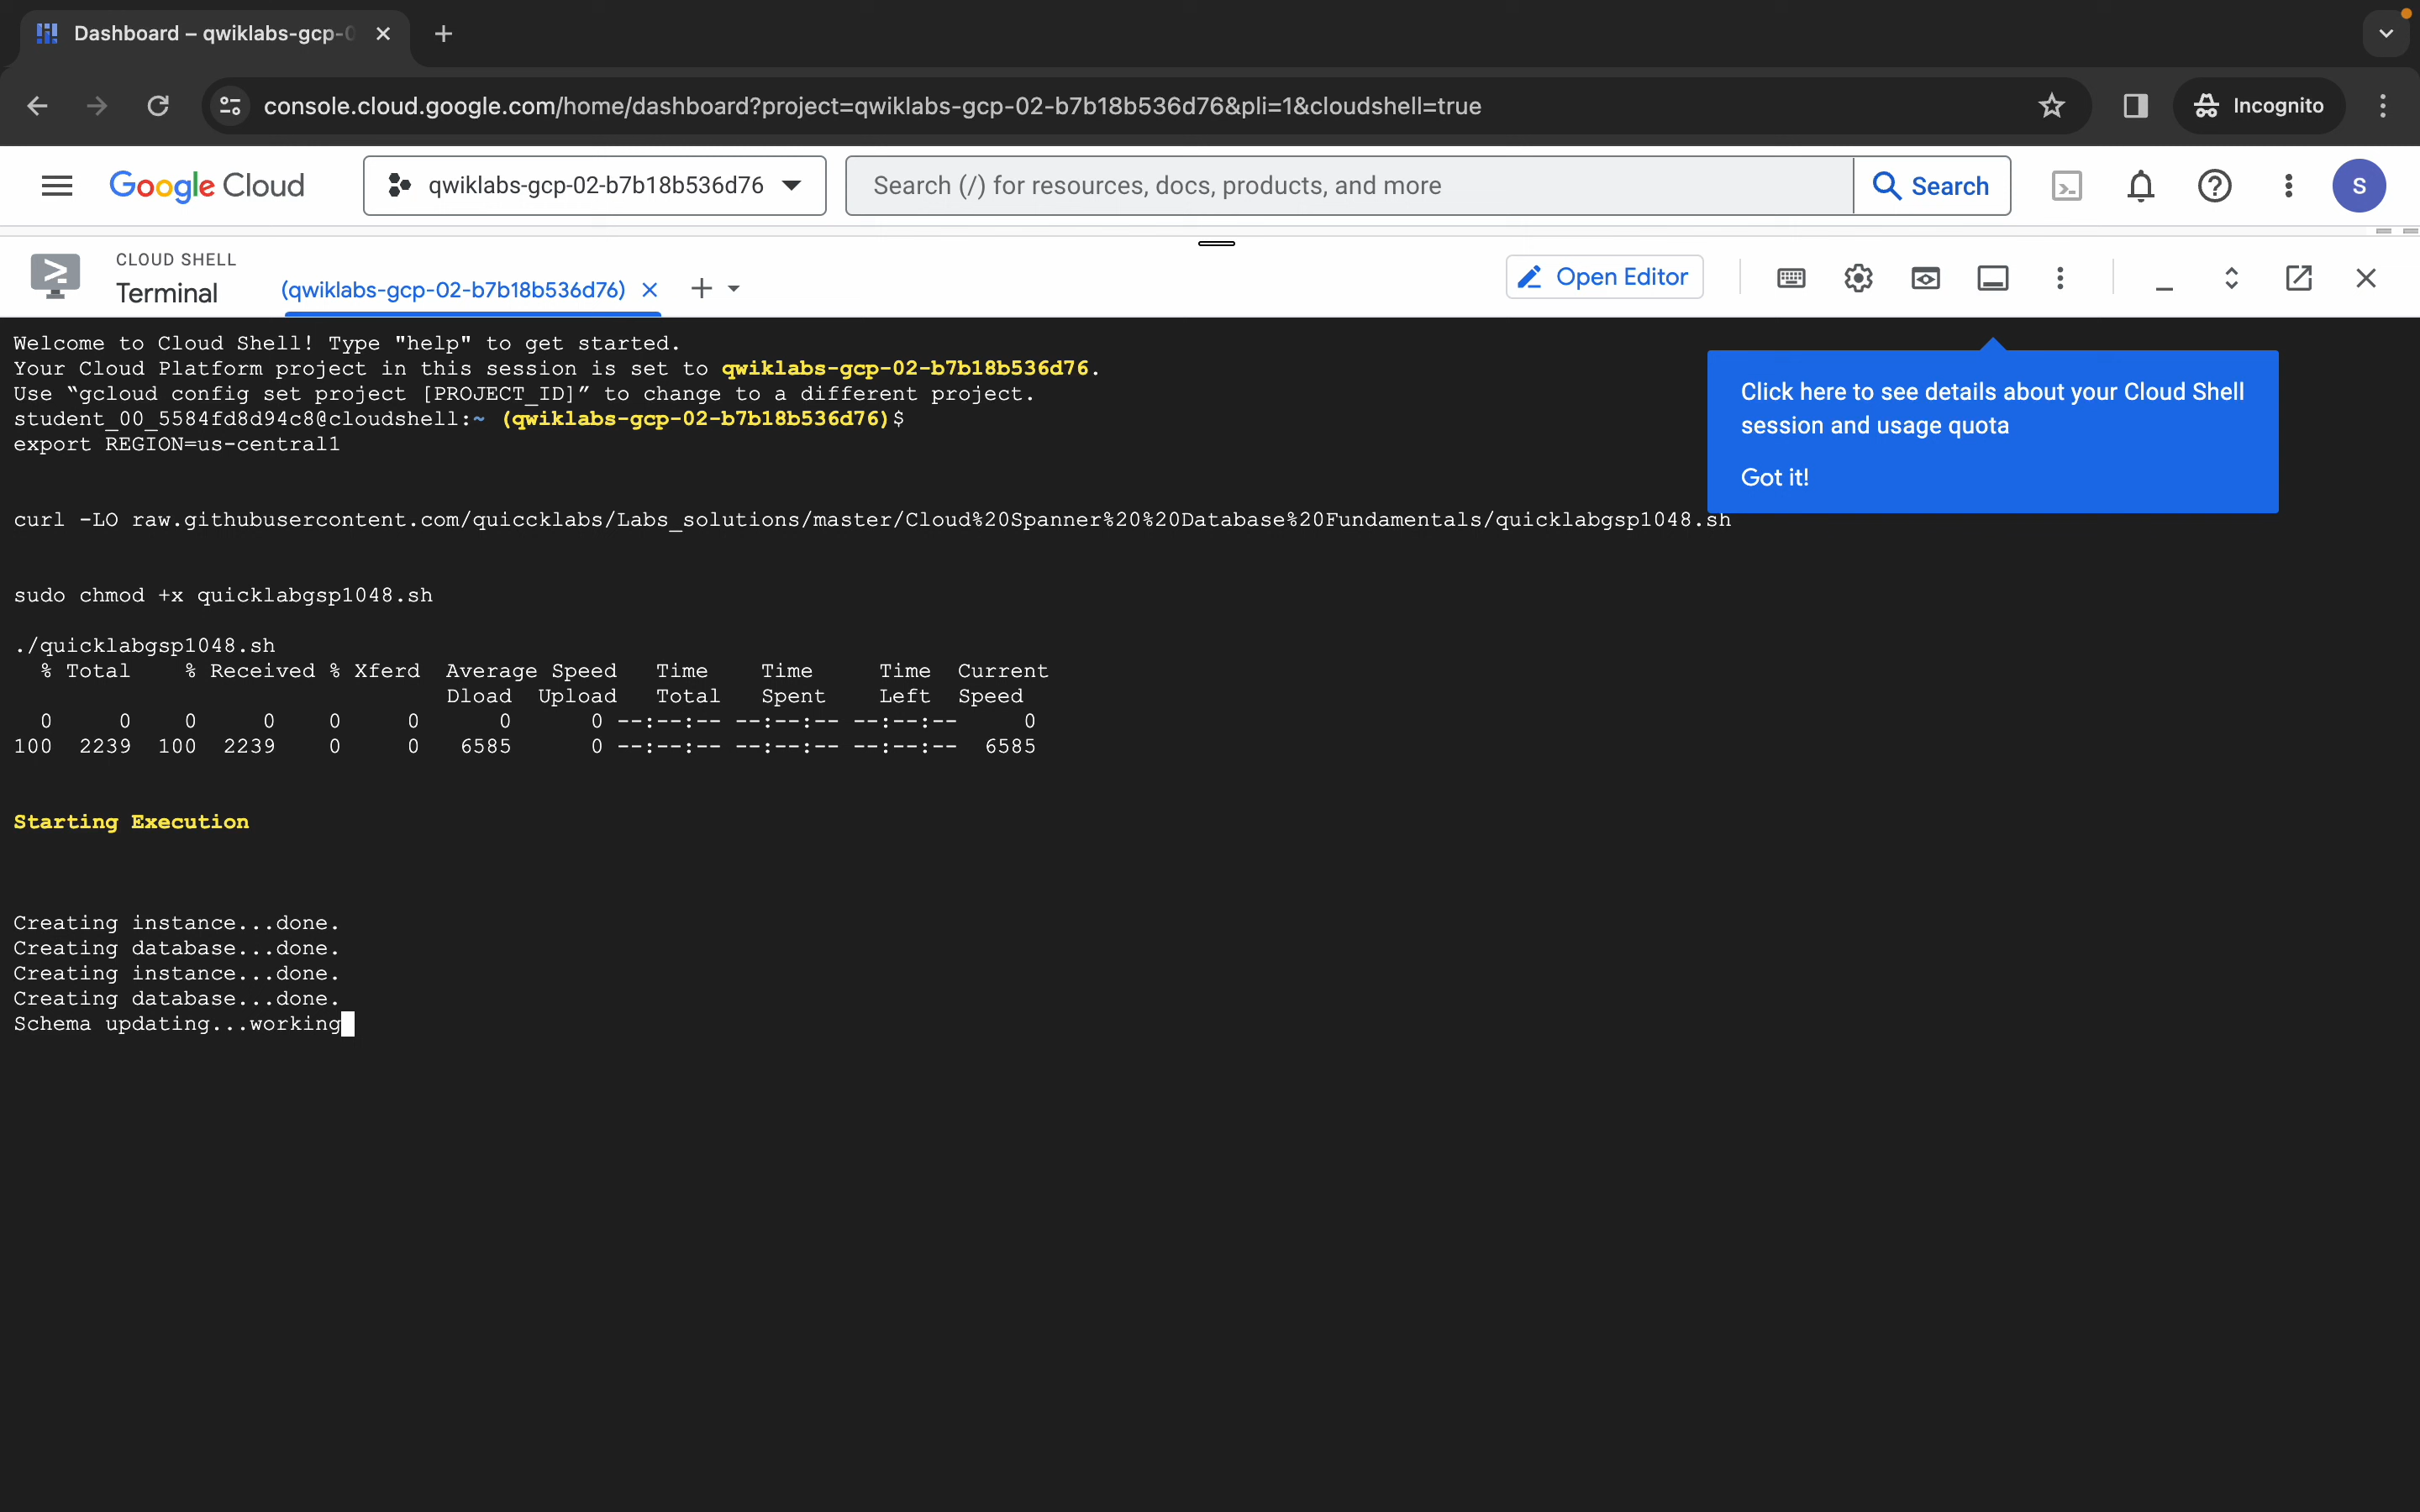 Dashboard – qwiklabs-gcp-0
console.cloud.google.com/home/dashboard?project=qwiklabs-gcp-02-b7b18b536d76&pli=1&cloudshell=true
Incognito
Google Cloud
qwiklabs-gcp-02-b7b18b536d76
Search (/) for resources, docs, products, and more
Search
S
CLOUD SHELL
Terminal
(qwiklabs-gcp-02-b7b18b536d76)
Open Editor
Welcome to Cloud Shell! Type "help" to get started.
Your Cloud Platform project in this session is set to qwiklabs-gcp-02-b7b18b536d76.
Use “gcloud config set project [PROJECT_ID]” to change to a different project.
student_00_5584fd8d94c8@cloudshell:~ (qwiklabs-gcp-02-b7b18b536d76)$
export REGION=us-central1
Click here to see details about your Cloud Shell
session and usage quota
Got it!
curl -LO raw.githubusercontent.com/quiccklabs/Labs_solutions/master/Cloud%20Spanner%20%20Database%20Fundamentals/quicklabgsp1048.sh
sudo chmod +x quicklabgsp1048.sh
./quicklabgsp1048.sh
% Total % Received % Xferd Average Speed Time Time Time Current
Dload Upload Total Spent Left Speed
0 0 0 0 0 0 0 0 --:--:-- --:--:-- --:--:-- 0
100 2239 100 2239 0 0 6585 0 --:--:-- --:--:-- --:--:-- 6585
Starting Execution
Creating instance...done.
Creating database...done.
Creating instance...done.
Creating database...done.
Schema updating...working